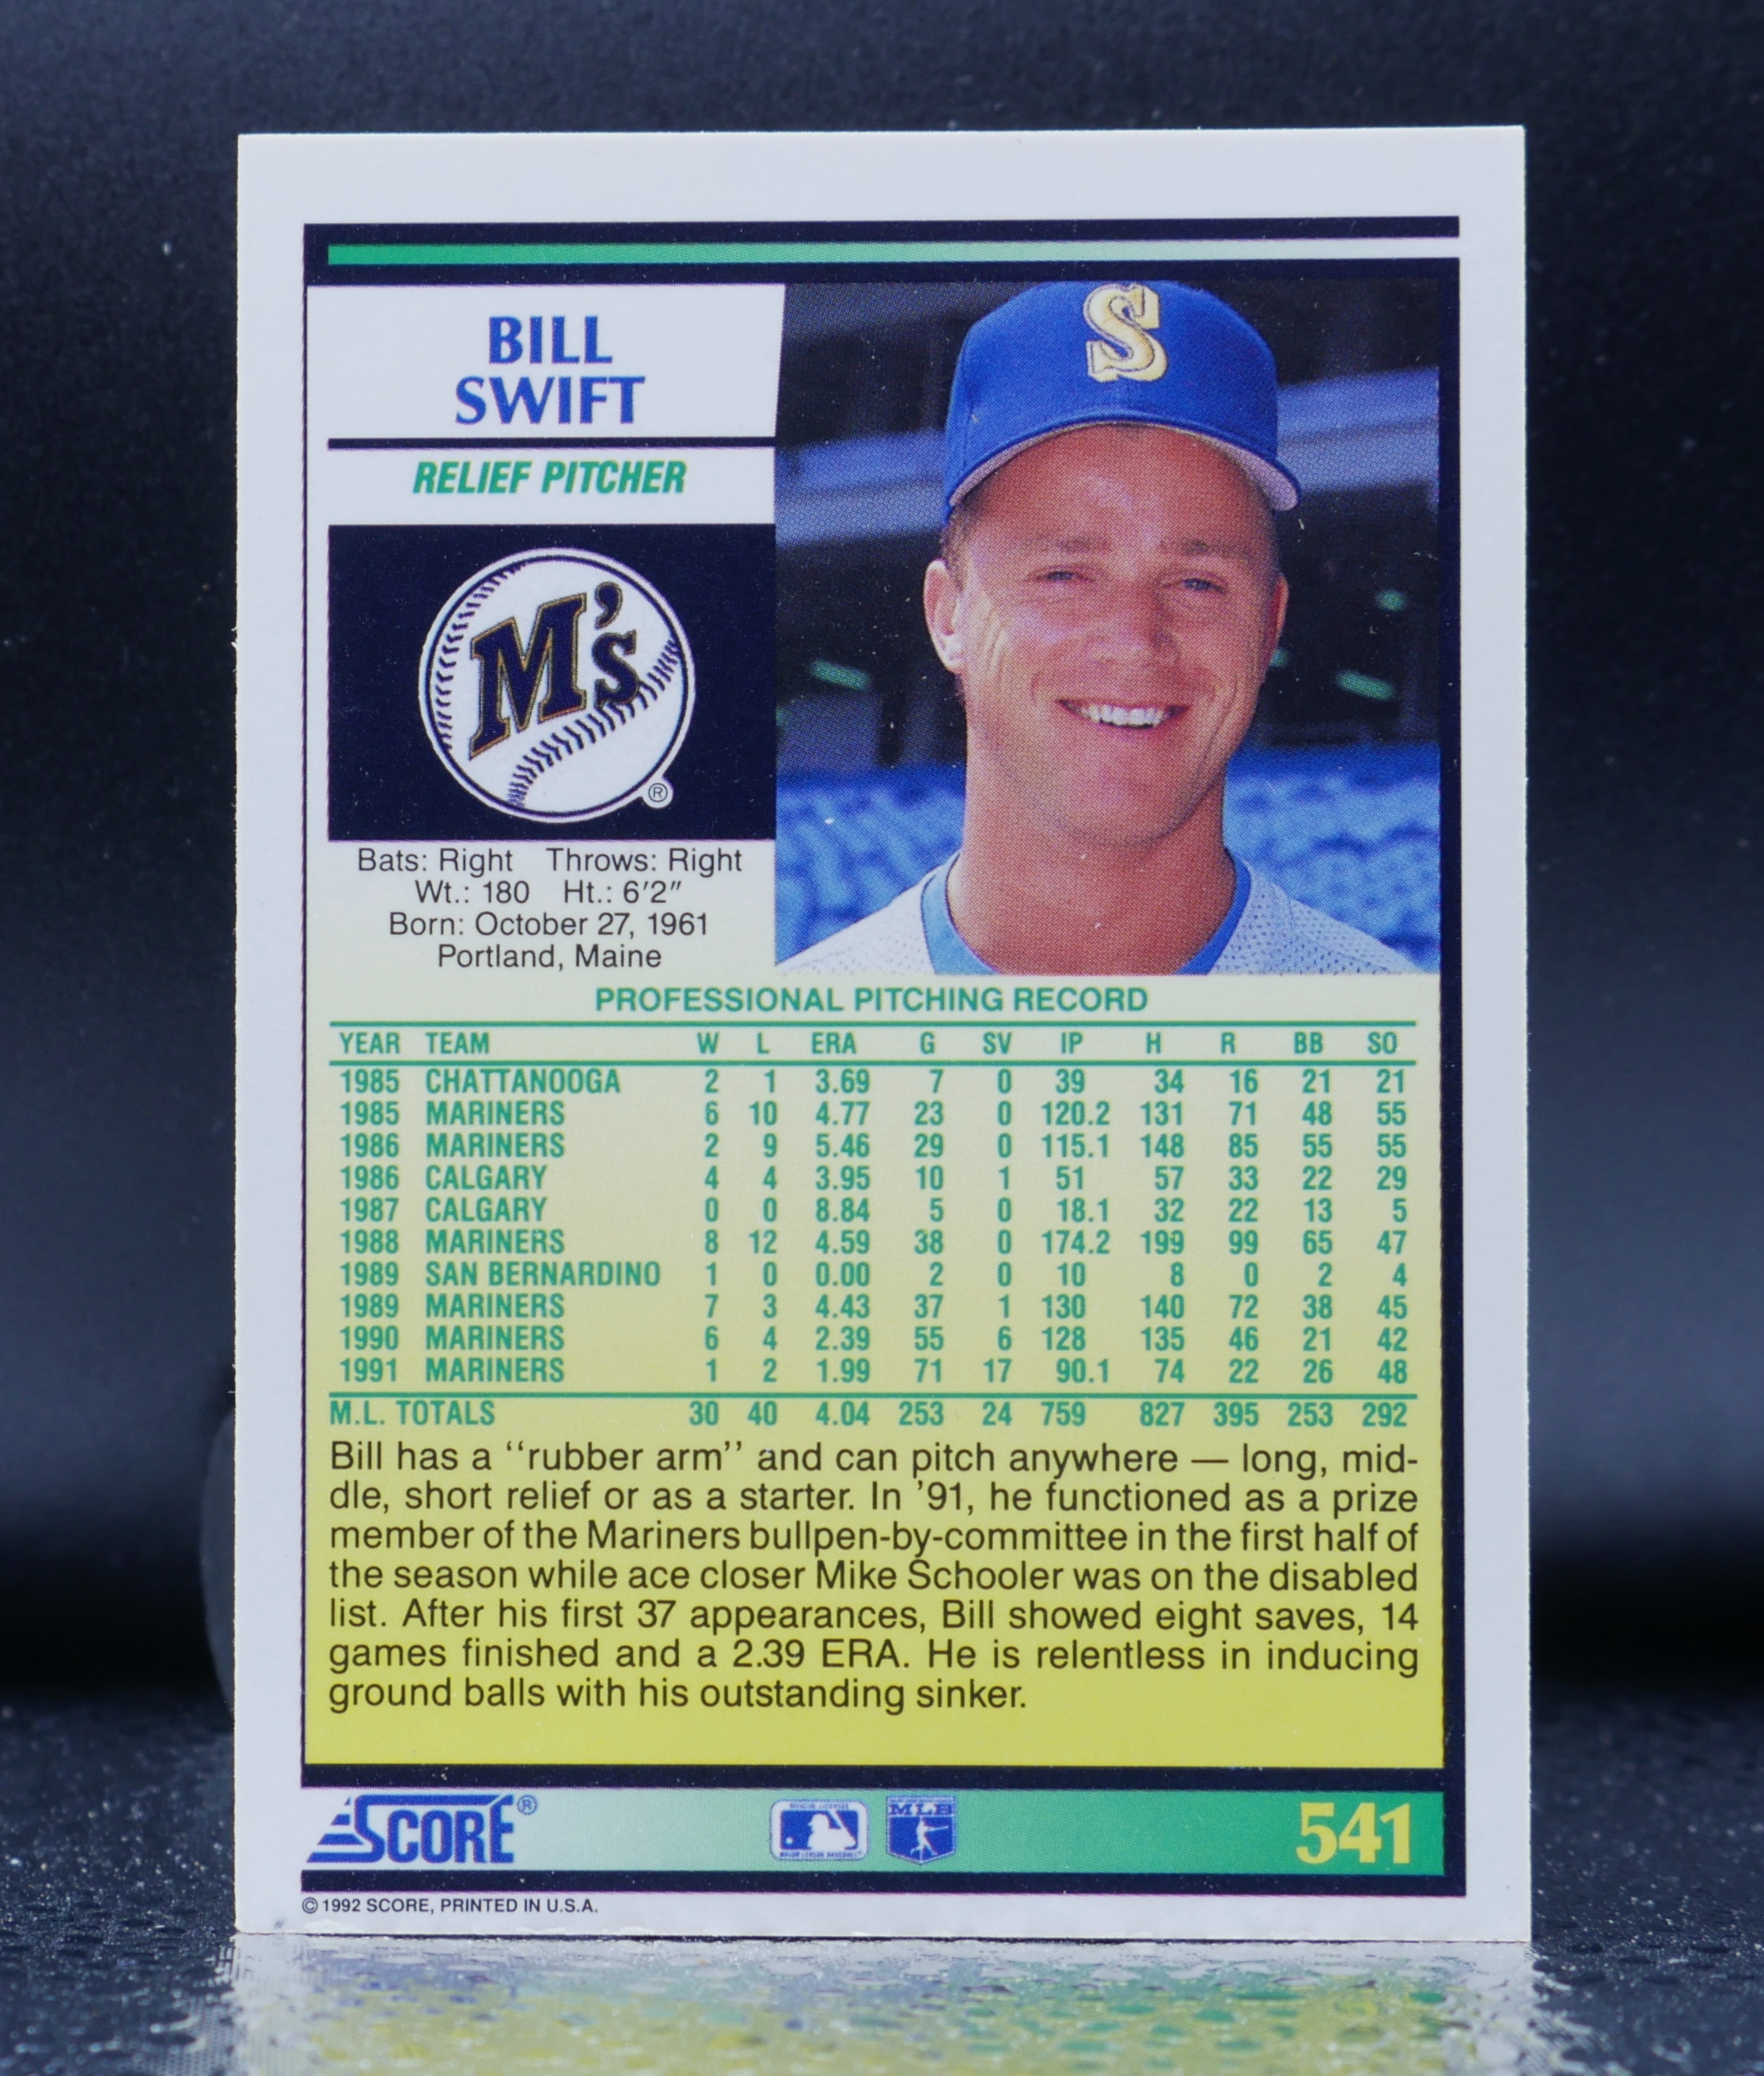 BILL
SWIFT
RELIEF PITCHER
S
M's
®
Bats: Right Throws: Right
Wt.: 180 Ht.: 6'2"
Born: October 27, 1961
Portland, Maine
PROFESSIONAL PITCHING RECORD
YEAR TEAM W L ERA G SV IP H R BB SO
1985 CHATTANOOGA 2 1 3.69 7 0 39 34 16 21 21
1985 MARINERS 6 10 4.77 23 0 120.2 131 71 48 55
1986 MARINERS 2 9 5.46 29 0 115.1 148 85 55 55
1986 CALGARY 4 4 3.95 10 1 51 57 33 22 29
1987 CALGARY 0 0 8.84 5 0 18.1 32 22 13 5
1988 MARINERS 8 12 4.59 38 0 174.2 199 99 65 47
1989 SAN BERNARDINO 1 0 0.00 2 0 10 8 0 2 4
1989 MARINERS 7 3 4.43 37 1 130 140 72 38 45
1990 MARINERS 6 4 2.39 55 6 128 135 46 21 42
1991 MARINERS 1 2 1.99 71 17 90.1 74 22 26 48
M.L. TOTALS 30 40 4.04 253 24 759 827 395 253 292
Bill has a ‘‘rubber arm’’ and can pitch anywhere — long, mid-
dle, short relief or as a starter. In ’91, he functioned as a prize
member of the Mariners bullpen-by-committee in the first half of
the season while ace closer Mike Schooler was on the disabled
list. After his first 37 appearances, Bill showed eight saves, 14
games finished and a 2.39 ERA. He is relentless in inducing
ground balls with his outstanding sinker.
SCORE® MLB 541
© 1992 SCORE, PRINTED IN U.S.A.